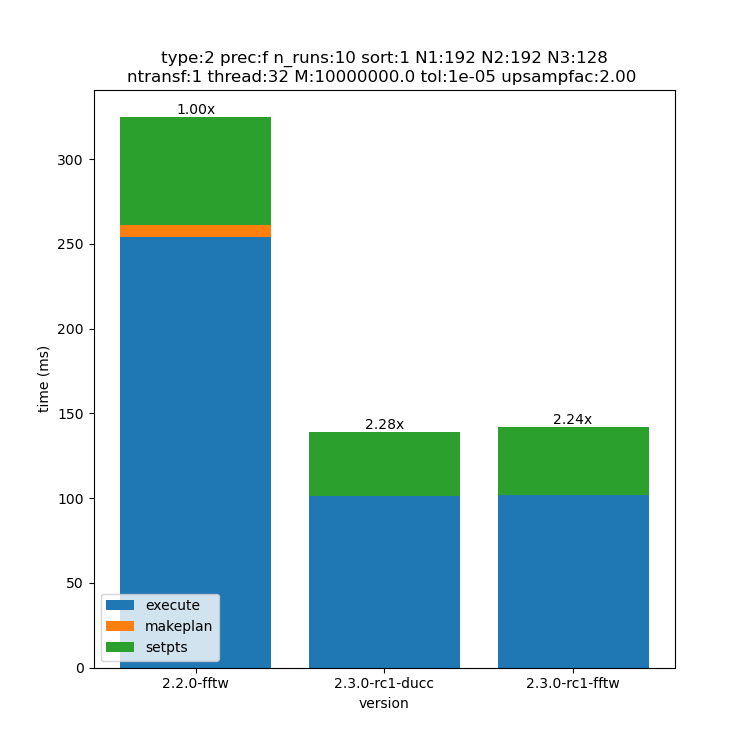 type:2 prec:f n_runs:10 sort:1 N1:192 N2:192 N3:128
ntransf:1 thread:32 M:10000000.0 tol:1e-05 upsampfac:2.00
1.00x
300
250
200
150
100
50
0
time (ms)
2.28x
2.24x
execute
makeplan
setpts
2.2.0-fftw
2.3.0-rc1-ducc
2.3.0-rc1-fftw
version